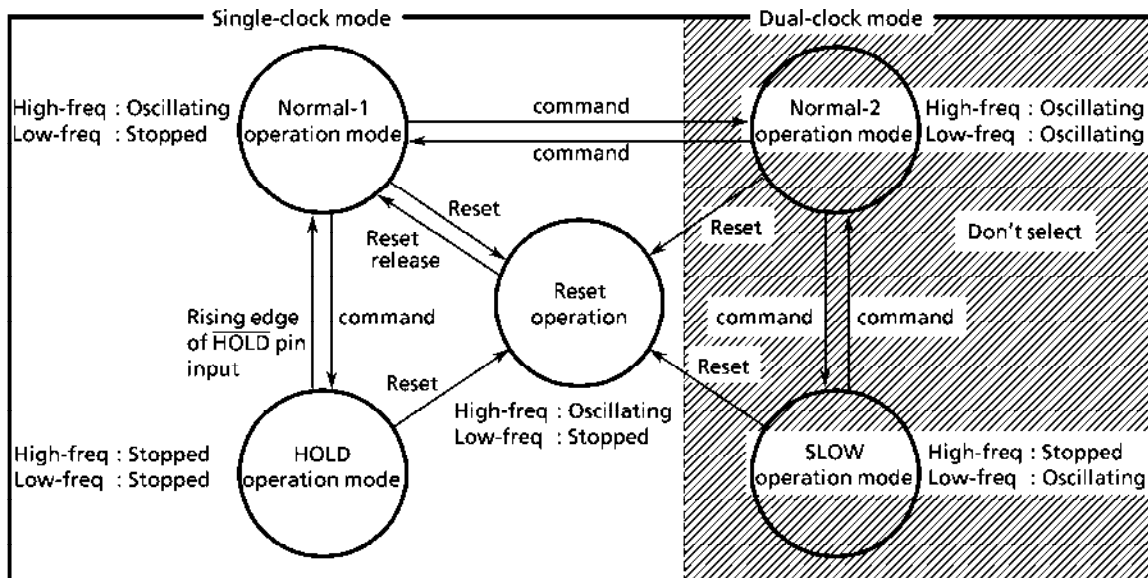 Single-clock mode
Dual-clock mode
High-freq : Oscillating
Low-freq : Stopped
Normal-1
operation mode
command
command
Normal-2
operation mode
High-freq : Oscillating
Low-freq : Oscillating
Reset
Reset
release
Reset
Don't select
Reset
operation
Rising edge
of HOLD pin
input
command
command
command
Reset
Reset
High-freq : Oscillating
Low-freq : Stopped
High-freq : Stopped
Low-freq : Stopped
HOLD
operation mode
SLOW
operation mode
High-freq : Stopped
Low-freq : Oscillating